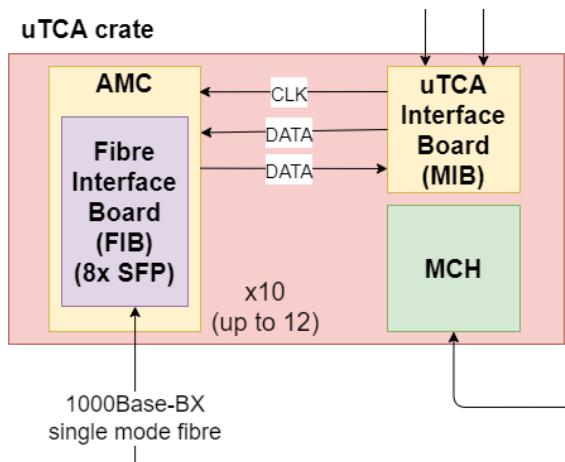 uTCA crate
AMC
Fibre
Interface
Board
(FIB)
(8x SFP)
CLK
DATA
DATA
uTCA
Interface
Board
(MIB)
MCH
x10
(up to 12)
1000Base-BX
single mode fibre